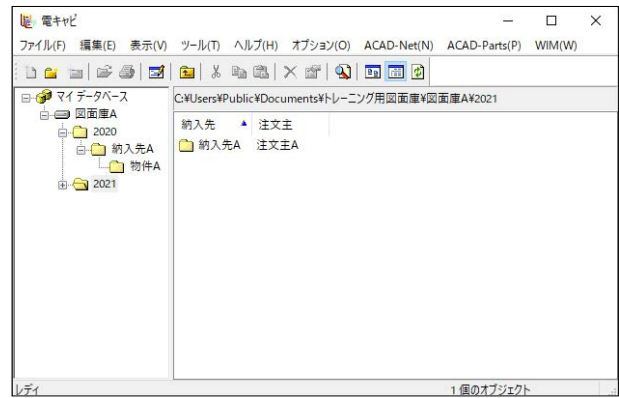 電キャビ
ファイル(F) 編集(E) 表示(V) ツール(T) ヘルプ(H) オプション(O) ACAD-Net(N) ACAD-Parts(P) WIM(W)
マイ データベース
図面庫A
2020
納入先A
物件A
2021
C:¥Users¥Public¥Documents¥トレーニング用図面庫¥図面庫A¥2021
納入先 注文主
納入先A 注文主A
レディ 1 個のオブジェクト